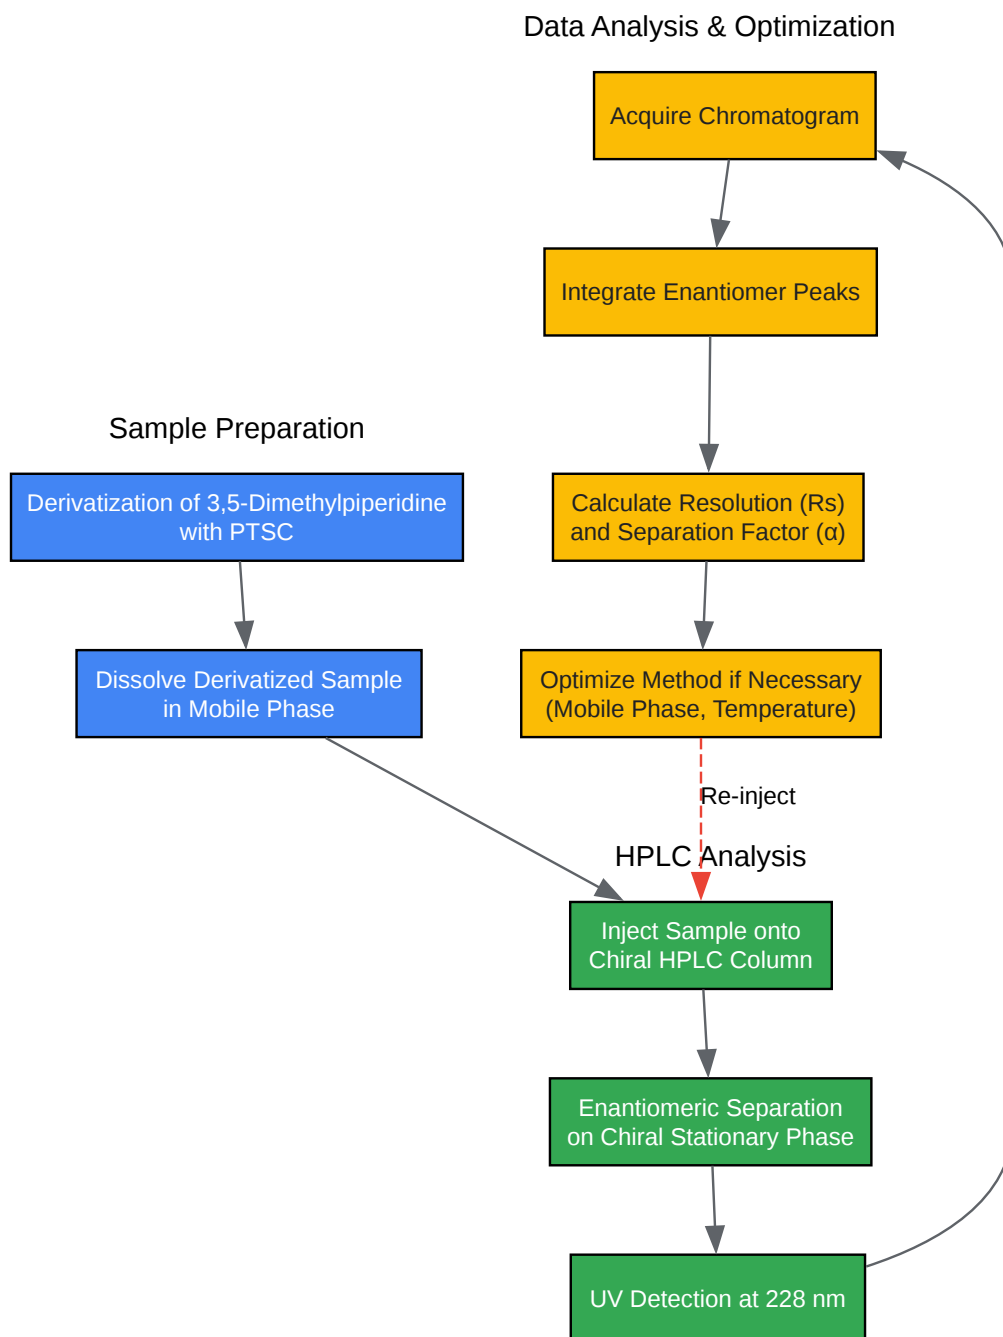 Data Analysis & Optimization
Acquire Chromatogram
Integrate Enantiomer Peaks
Sample Preparation
Derivatization of 3,5-Dimethylpiperidine
with PTSC
Calculate Resolution (Rs)
and Separation Factor (α)
Dissolve Derivatized Sample
in Mobile Phase
Optimize Method if Necessary
(Mobile Phase, Temperature)
Re-inject
HPLC Analysis
Inject Sample onto
Chiral HPLC Column
Enantiomeric Separation
on Chiral Stationary Phase
UV Detection at 228 nm